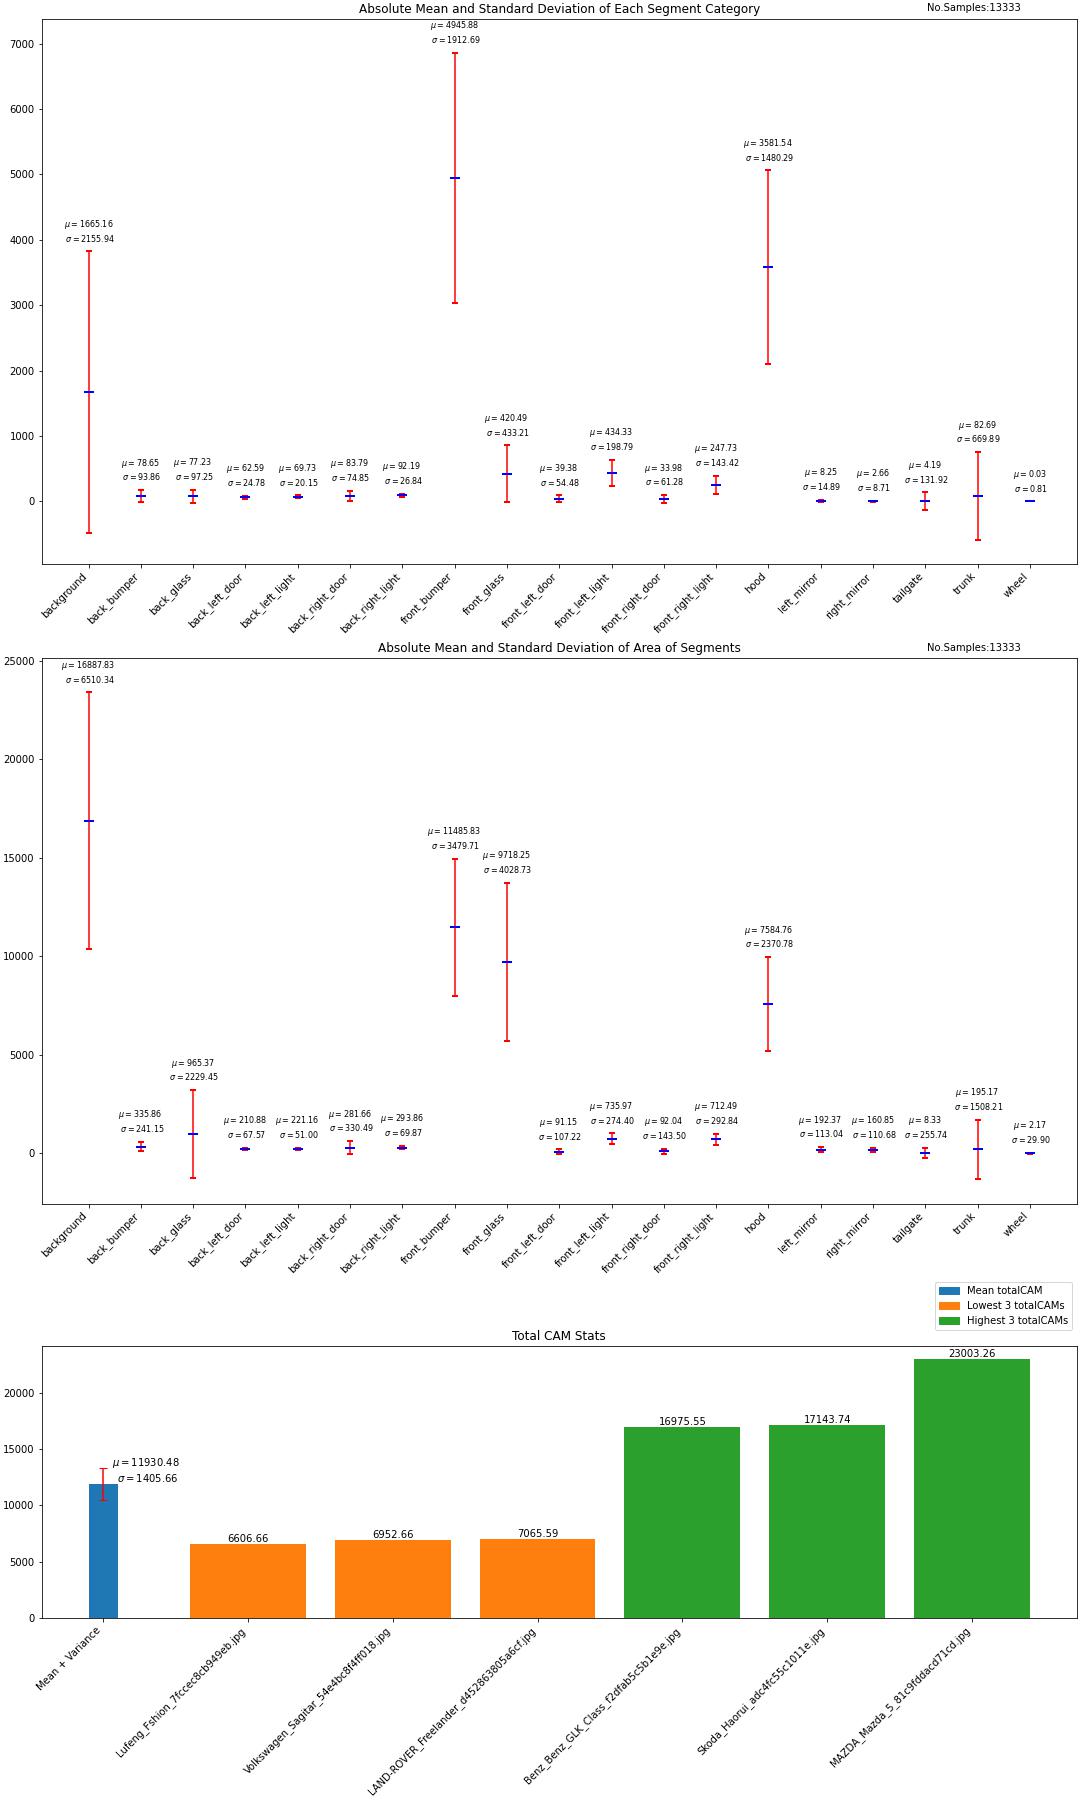 Absolute Mean and Standard Deviation of Each Segment Category
No.Samples:13333
7000
6000
5000
4000
3000
2000
1000
0
μ = 1665.16
σ = 2155.94
μ = 78.65
σ = 93.86
μ = 77.23
σ = 97.25
μ = 62.59
σ = 24.78
μ = 69.73
σ = 20.15
μ = 83.79
σ = 74.85
μ = 92.19
σ = 26.84
μ = 4945.88
σ = 1912.69
μ = 420.49
σ = 433.21
μ = 39.38
σ = 54.48
μ = 434.33
σ = 198.79
μ = 33.98
σ = 61.28
μ = 247.73
σ = 143.42
μ = 3581.54
σ = 1480.29
μ = 8.25
σ = 14.89
μ = 2.66
σ = 8.71
μ = 4.19
σ = 131.92
μ = 82.69
σ = 669.89
μ = 0.03
σ = 0.81
background
back_bumper
back_glass
back_left_door
back_left_light
back_right_door
back_right_light
front_bumper
front_glass
front_left_door
front_left_light
front_right_door
front_right_light
hood
left_mirror
right_mirror
tailgate
trunk
wheel
Absolute Mean and Standard Deviation of Area of Segments
No.Samples:13333
25000
20000
15000
10000
5000
0
μ = 16887.83
σ = 6510.34
μ = 335.86
σ = 241.15
μ = 965.37
σ = 2229.45
μ = 210.88
σ = 67.57
μ = 221.16
σ = 51.00
μ = 281.66
σ = 330.49
μ = 293.86
σ = 69.87
μ = 11485.83
σ = 3479.71
μ = 9718.25
σ = 4028.73
μ = 91.15
σ = 107.22
μ = 735.97
σ = 274.40
μ = 92.04
σ = 143.50
μ = 712.49
σ = 292.84
μ = 7584.76
σ = 2370.78
μ = 192.37
σ = 113.04
μ = 160.85
σ = 110.68
μ = 8.33
σ = 255.74
μ = 195.17
σ = 1508.21
μ = 2.17
σ = 29.90
background
back_bumper
back_glass
back_left_door
back_left_light
back_right_door
back_right_light
front_bumper
front_glass
front_left_door
front_left_light
front_right_door
front_right_light
hood
left_mirror
right_mirror
tailgate
trunk
wheel
Mean totalCAM
Lowest 3 totalCAMs
Highest 3 totalCAMs
Total CAM Stats
20000
15000
10000
5000
0
μ = 11930.48
σ = 1405.66
6606.66
6952.66
7065.59
16975.55
17143.74
23003.26
Mean + Variance
Lufeng_Fshion_7fccec8cb949eb.jpg
Volkswagen_Sagitar_54e4bc8f4ff018.jpg
LAND-ROVER_Freelander_d452863805a6cf.jpg
Benz_Benz_GLK_Class_f2dfab5c5b1e9e.jpg
Skoda_Haorui_adc4fc55c1011e.jpg
MAZDA_Mazda_5_81c9fddacd71cd.jpg